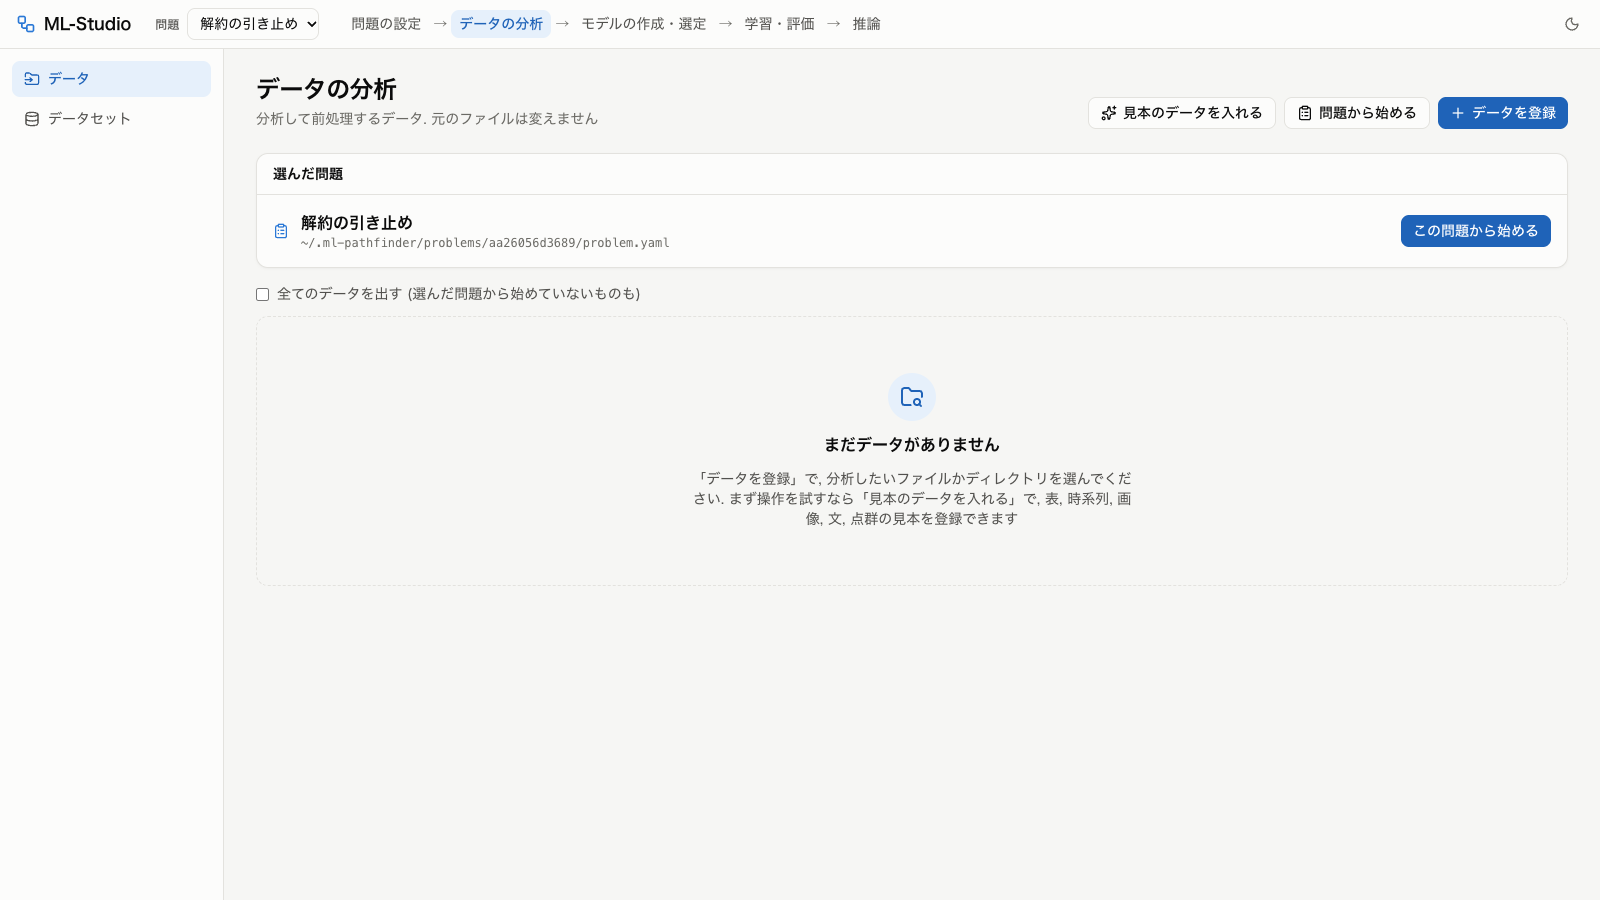 ML-Studio
問題
解約の引き止め
問題の設定 → データの分析 → モデルの作成・選定 → 学習・評価 → 推論
データ
データセット
データの分析
分析して前処理するデータ. 元のファイルは変えません
見本のデータを入れる
問題から始める
+ データを登録
選んだ問題
解約の引き止め
~/.ml-pathfinder/problems/aa26056d3689/problem.yaml
この問題から始める
全てのデータを出す (選んだ問題から始めていないものも)
まだデータがありません
「データを登録」で, 分析したいファイルかディレクトリを選んでくだ
さい. まず操作を試すなら「見本のデータを入れる」で, 表, 時系列, 画
像, 文, 点群の見本を登録できます